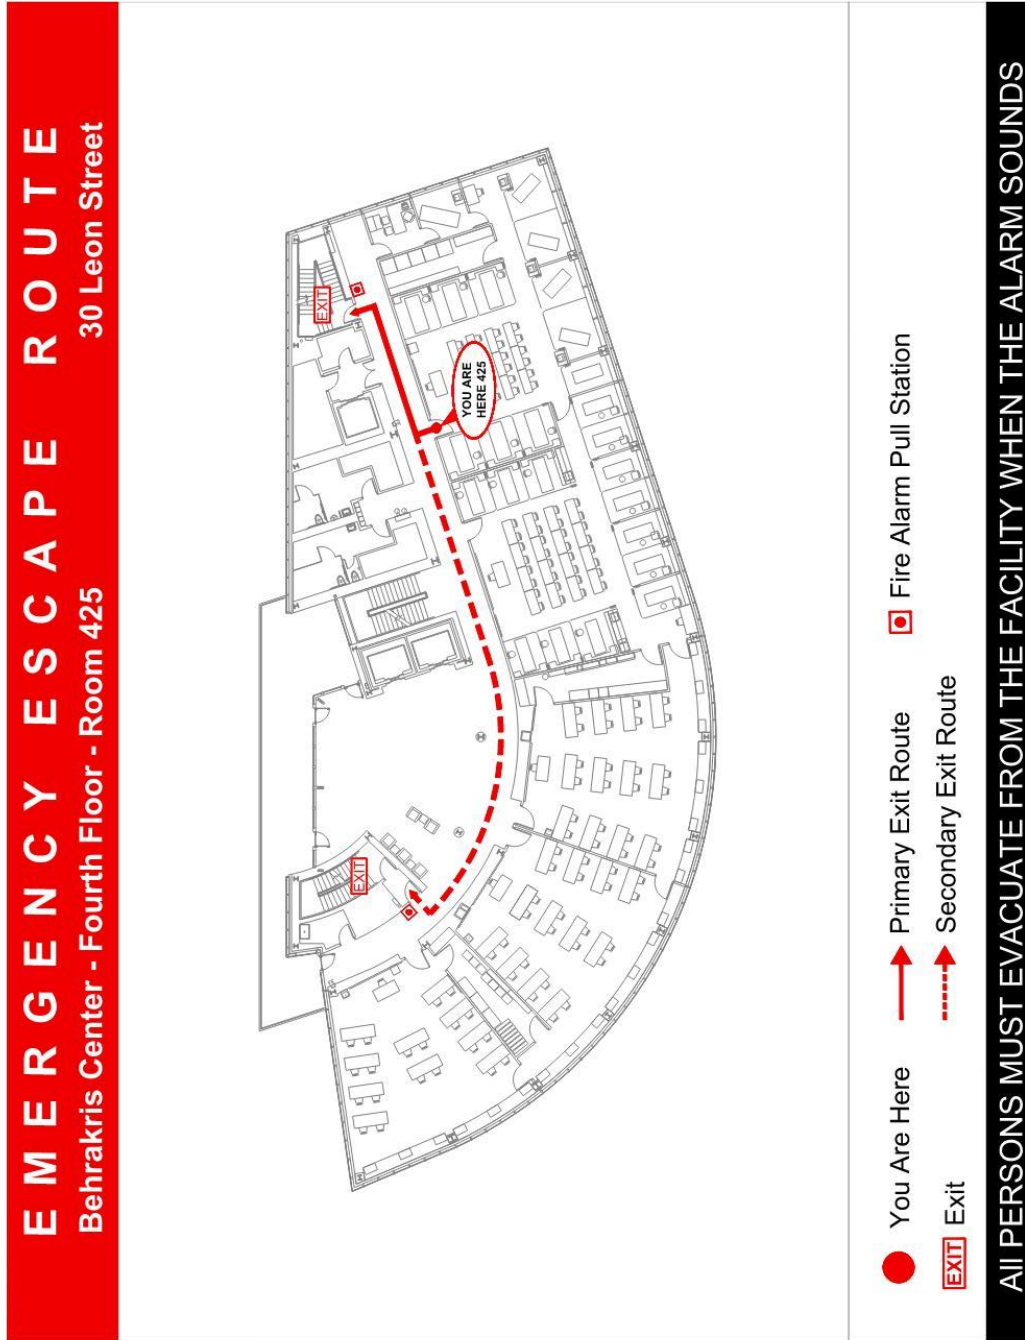 EMERGENCY ESCAPE ROUTE
Behrakris Center - Fourth Floor - Room 425
30 Leon Street
EXIT
EXIT
YOU ARE
HERE 425
You Are Here
Primary Exit Route
Fire Alarm Pull Station
EXIT Exit
Secondary Exit Route
All PERSONS MUST EVACUATE FROM THE FACILITY WHEN THE ALARM SOUNDS